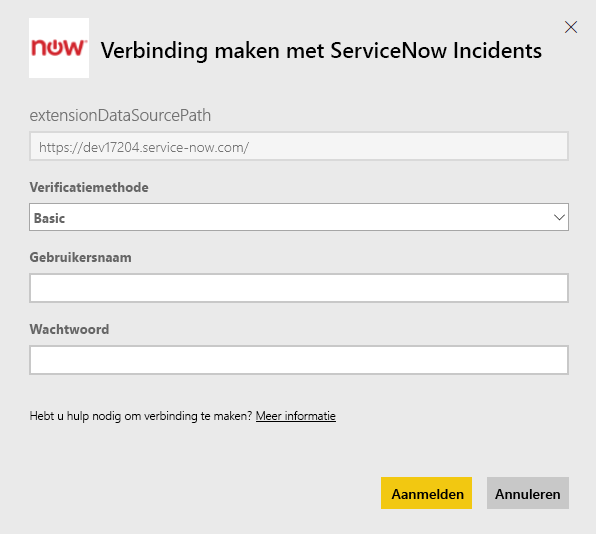 now
Verbinding maken met ServiceNow Incidents
extensionDataSourcePath
https://dev17204.service-now.com/
Verificatiemethode
Basic
Gebruikersnaam
Wachtwoord
Hebt u hulp nodig om verbinding te maken? Meer informatie
Aanmelden Annuleren